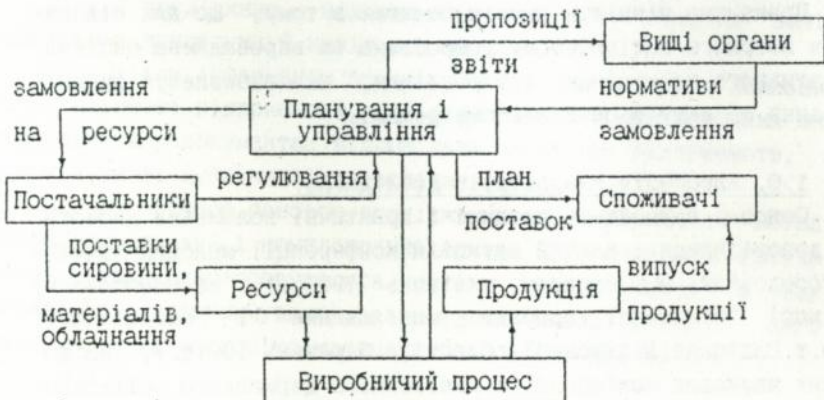 пропозиції
Вищі органи
звіти
замовлення
нормативи
Планування і
управління
на ресурси
замовлення
Постачальники
регулювання
план
Споживачі
поставок
поставки
сировини,
Ресурси
Продукція
випуск
продукції
матеріалів,
обладнання
Виробничий процес